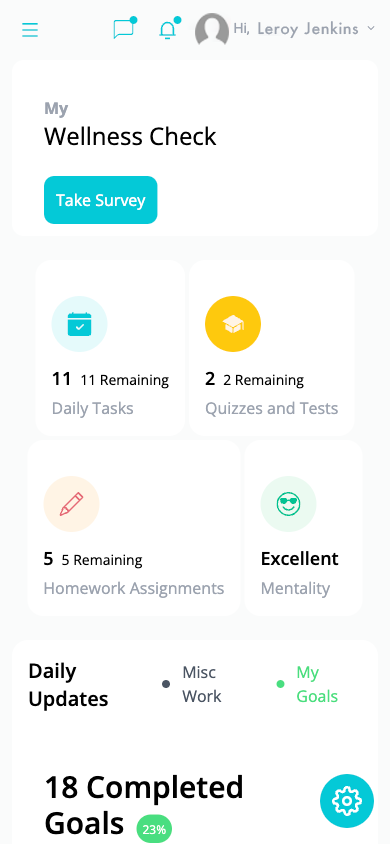 Hi, Leroy Jenkins
My
Wellness Check
Take Survey
11 11 Remaining
Daily Tasks
2 2 Remaining
Quizzes and Tests
5 5 Remaining
Homework Assignments
Excellent
Mentality
Daily
Updates
Misc
Work
My
Goals
18 Completed
Goals 23%